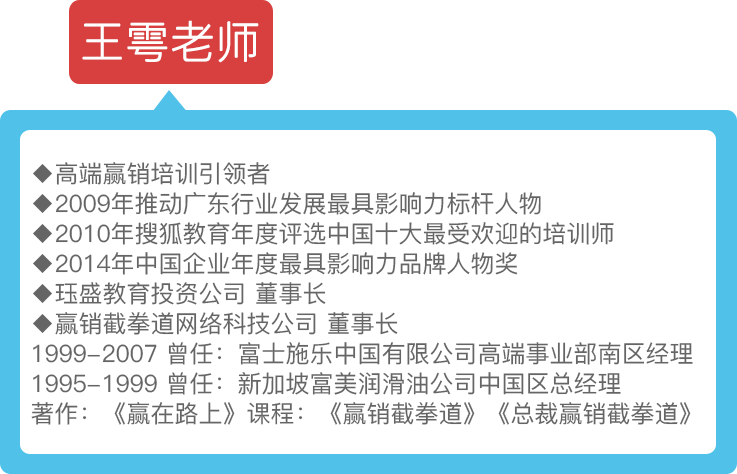 王雩老师
◆高端赢销培训引领者
◆2009年推动广东行业发展最具影响力标杆人物
◆2010年搜狐教育年度评选中国十大最受欢迎的培训师
◆2014年中国企业年度最具影响力品牌人物奖
◆珏盛教育投资公司 董事长
◆赢销截拳道网络科技公司 董事长
1999-2007 曾任：富士施乐中国有限公司高端事业部南区经理
1995-1999 曾任：新加坡富美润滑油公司中国区总经理
著作：《赢在路上》课程：《赢销截拳道》《总裁赢销截拳道》